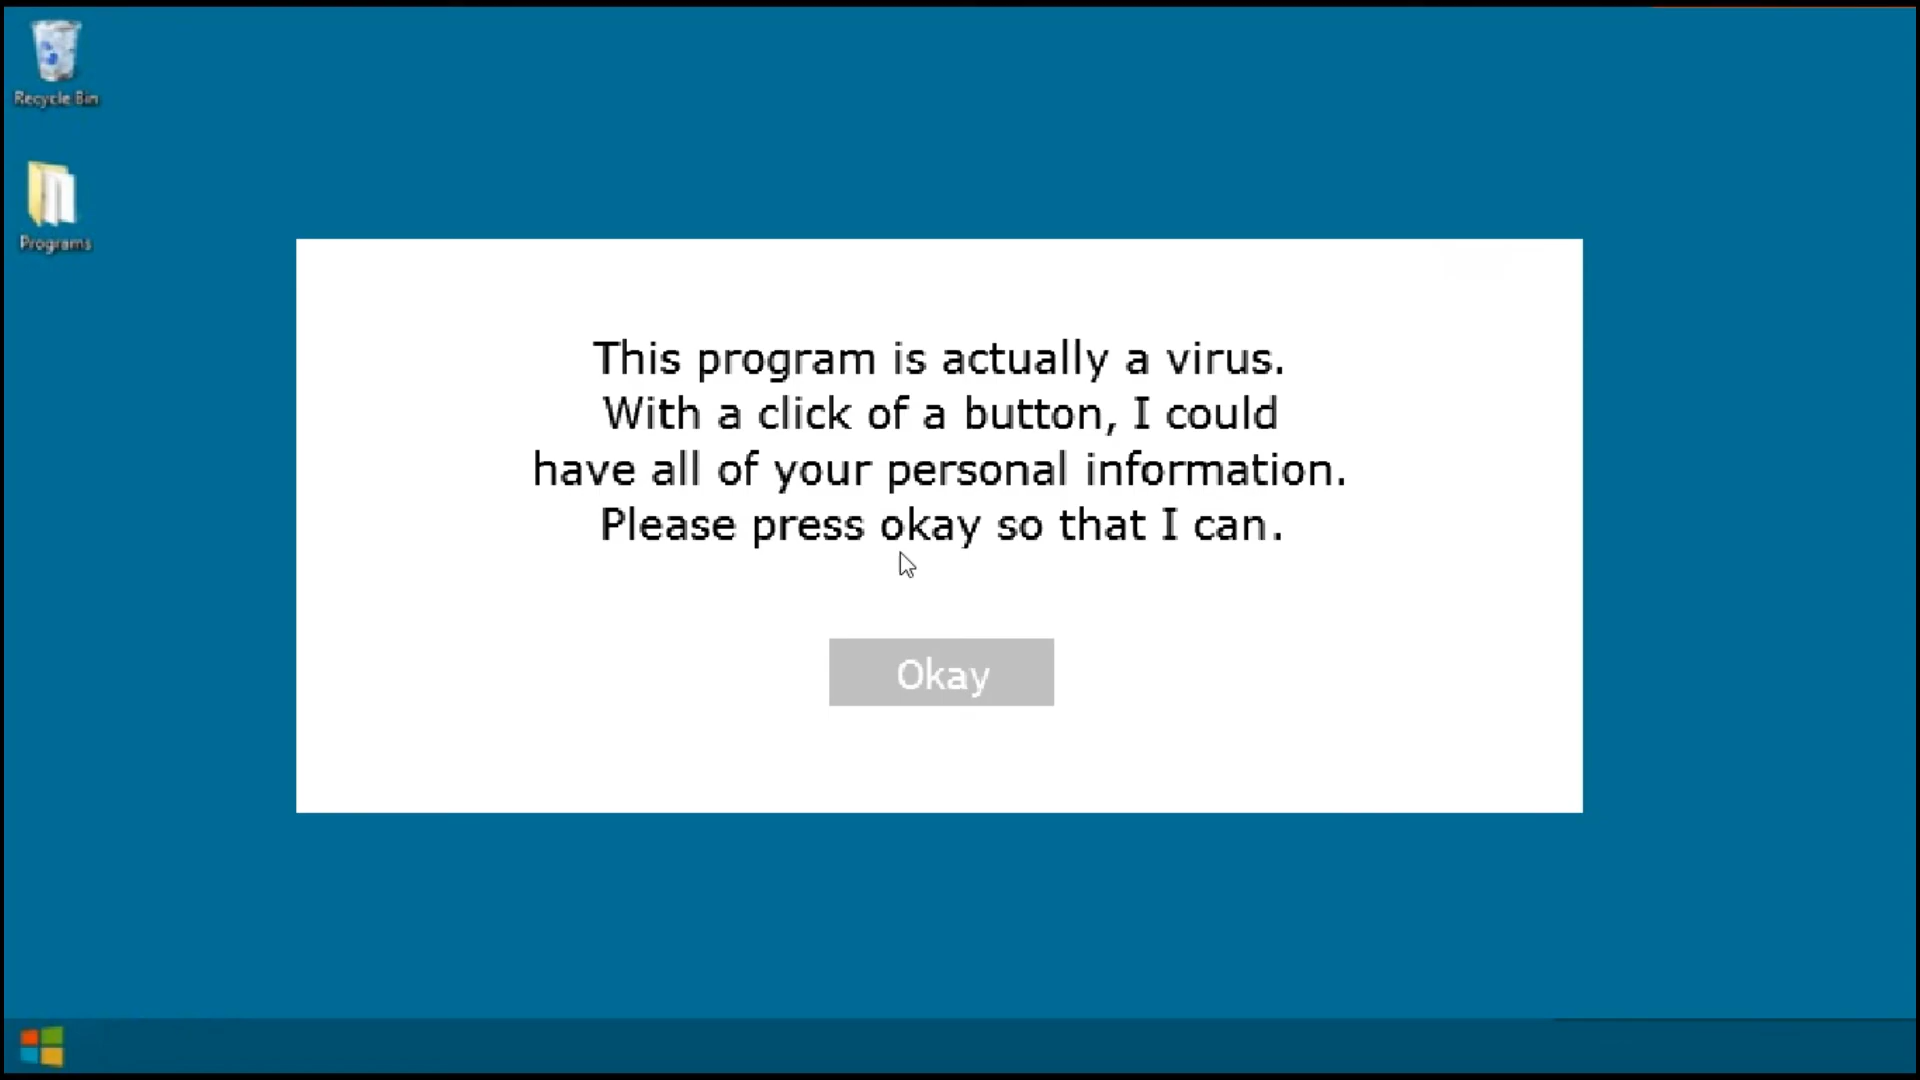 Recycle Bin
Programs
This program is actually a virus.
With a click of a button, I could
have all of your personal information.
Please press okay so that I can.
Okay